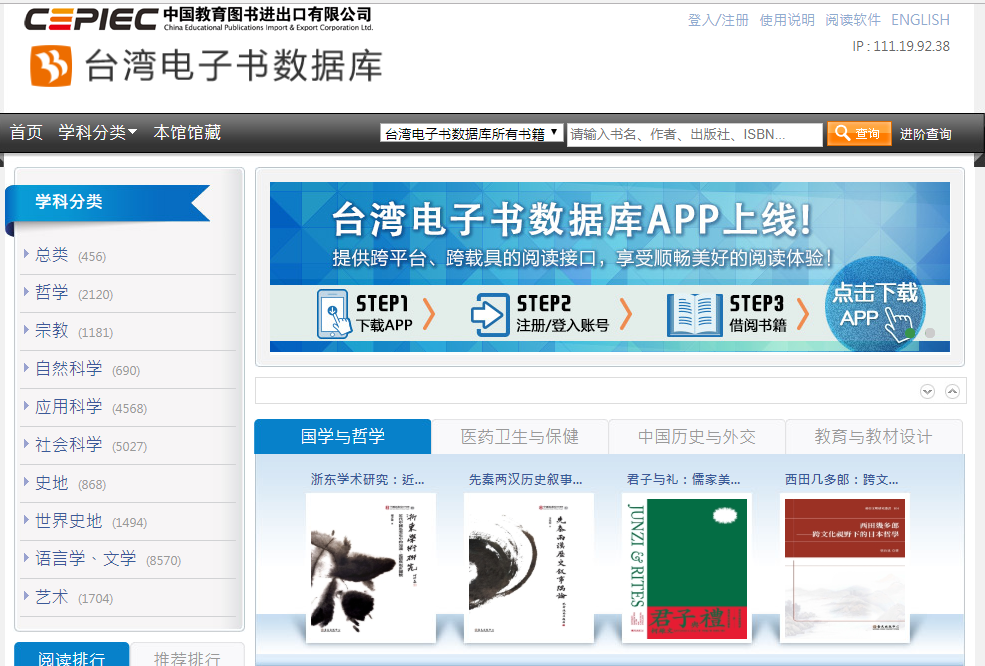 CEPIEC 中国教育图书进出口有限公司
China Educational Publications Import & Export Corporation Ltd.
登入/注册 使用说明 阅读软件 ENGLISH
IP : 111.19.92.38
台湾电子书数据库
首页 学科分类 本馆馆藏
台湾电子书数据库所有书籍 请输入书名、作者、出版社、ISBN... 查询 进阶查询
学科分类
总类 (456)
哲学 (2120)
宗教 (1181)
自然科学 (690)
应用科学 (4568)
社会科学 (5027)
史地 (868)
世界史地 (1494)
语言学、文学 (8570)
艺术 (1704)
阅读排行 推荐排行
台湾电子书数据库APP上线!
提供跨平台、跨载具的阅读接口，享受顺畅美好的阅读体验!
STEP1
下载APP
STEP2
注册/登入账号
STEP3
借阅书籍
点击下载
APP
国学与哲学 医药卫生与保健 中国历史与外交 教育与教材设计
浙东学术研究：近... 先秦两汉历史叙事... 君子与礼：儒家美... 西田几多郎：跨文...
浙東學術研究
先秦兩漢歷史敘事隅論
JUNZI & RITES
君子禮
西田幾多郎
跨文化視野下的日本哲學